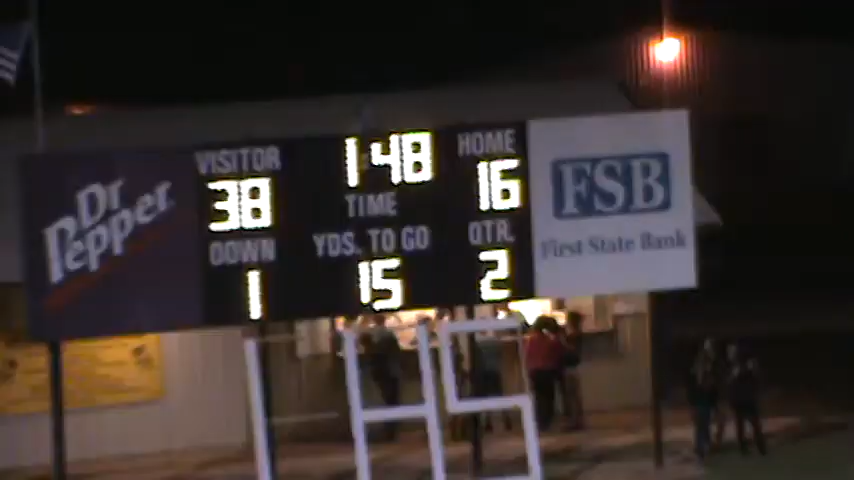 Dr Pepper
VISITOR 1:48 HOME
38 TIME 16
DOWN YDS. TO GO QTR.
1 15 2
FSB
First State Bank
HS